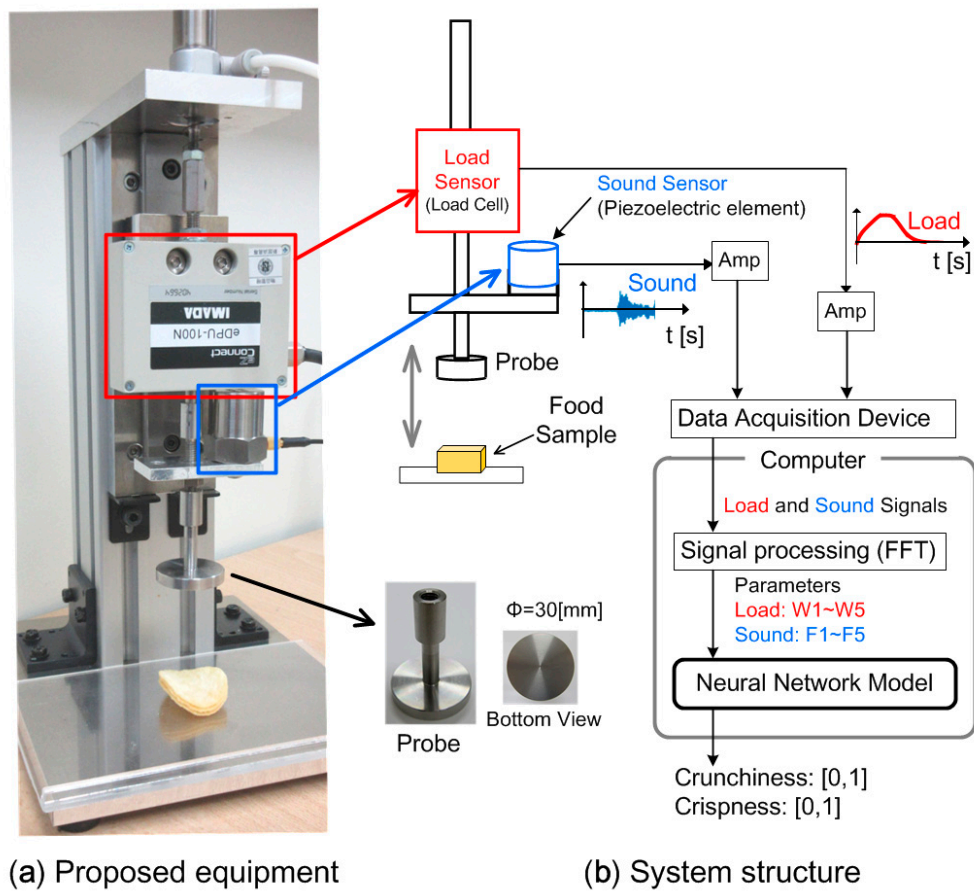 Load
Sensor
(Load Cell)
Sound Sensor
(Piezoelectric element)
Load
t [s]
Amp
Sound
t [s]
Amp
Probe
Food
Sample
Data Acquisition Device
Computer
Load and Sound Signals
Signal processing (FFT)
Parameters
Load: W1~W5
Sound: F1~F5
Neural Network Model
Crunchiness: [0,1]
Crispness: [0,1]
Connect
eDPU-100N
IMADA
Φ=30[mm]
Bottom View
Probe
(a) Proposed equipment
(b) System structure